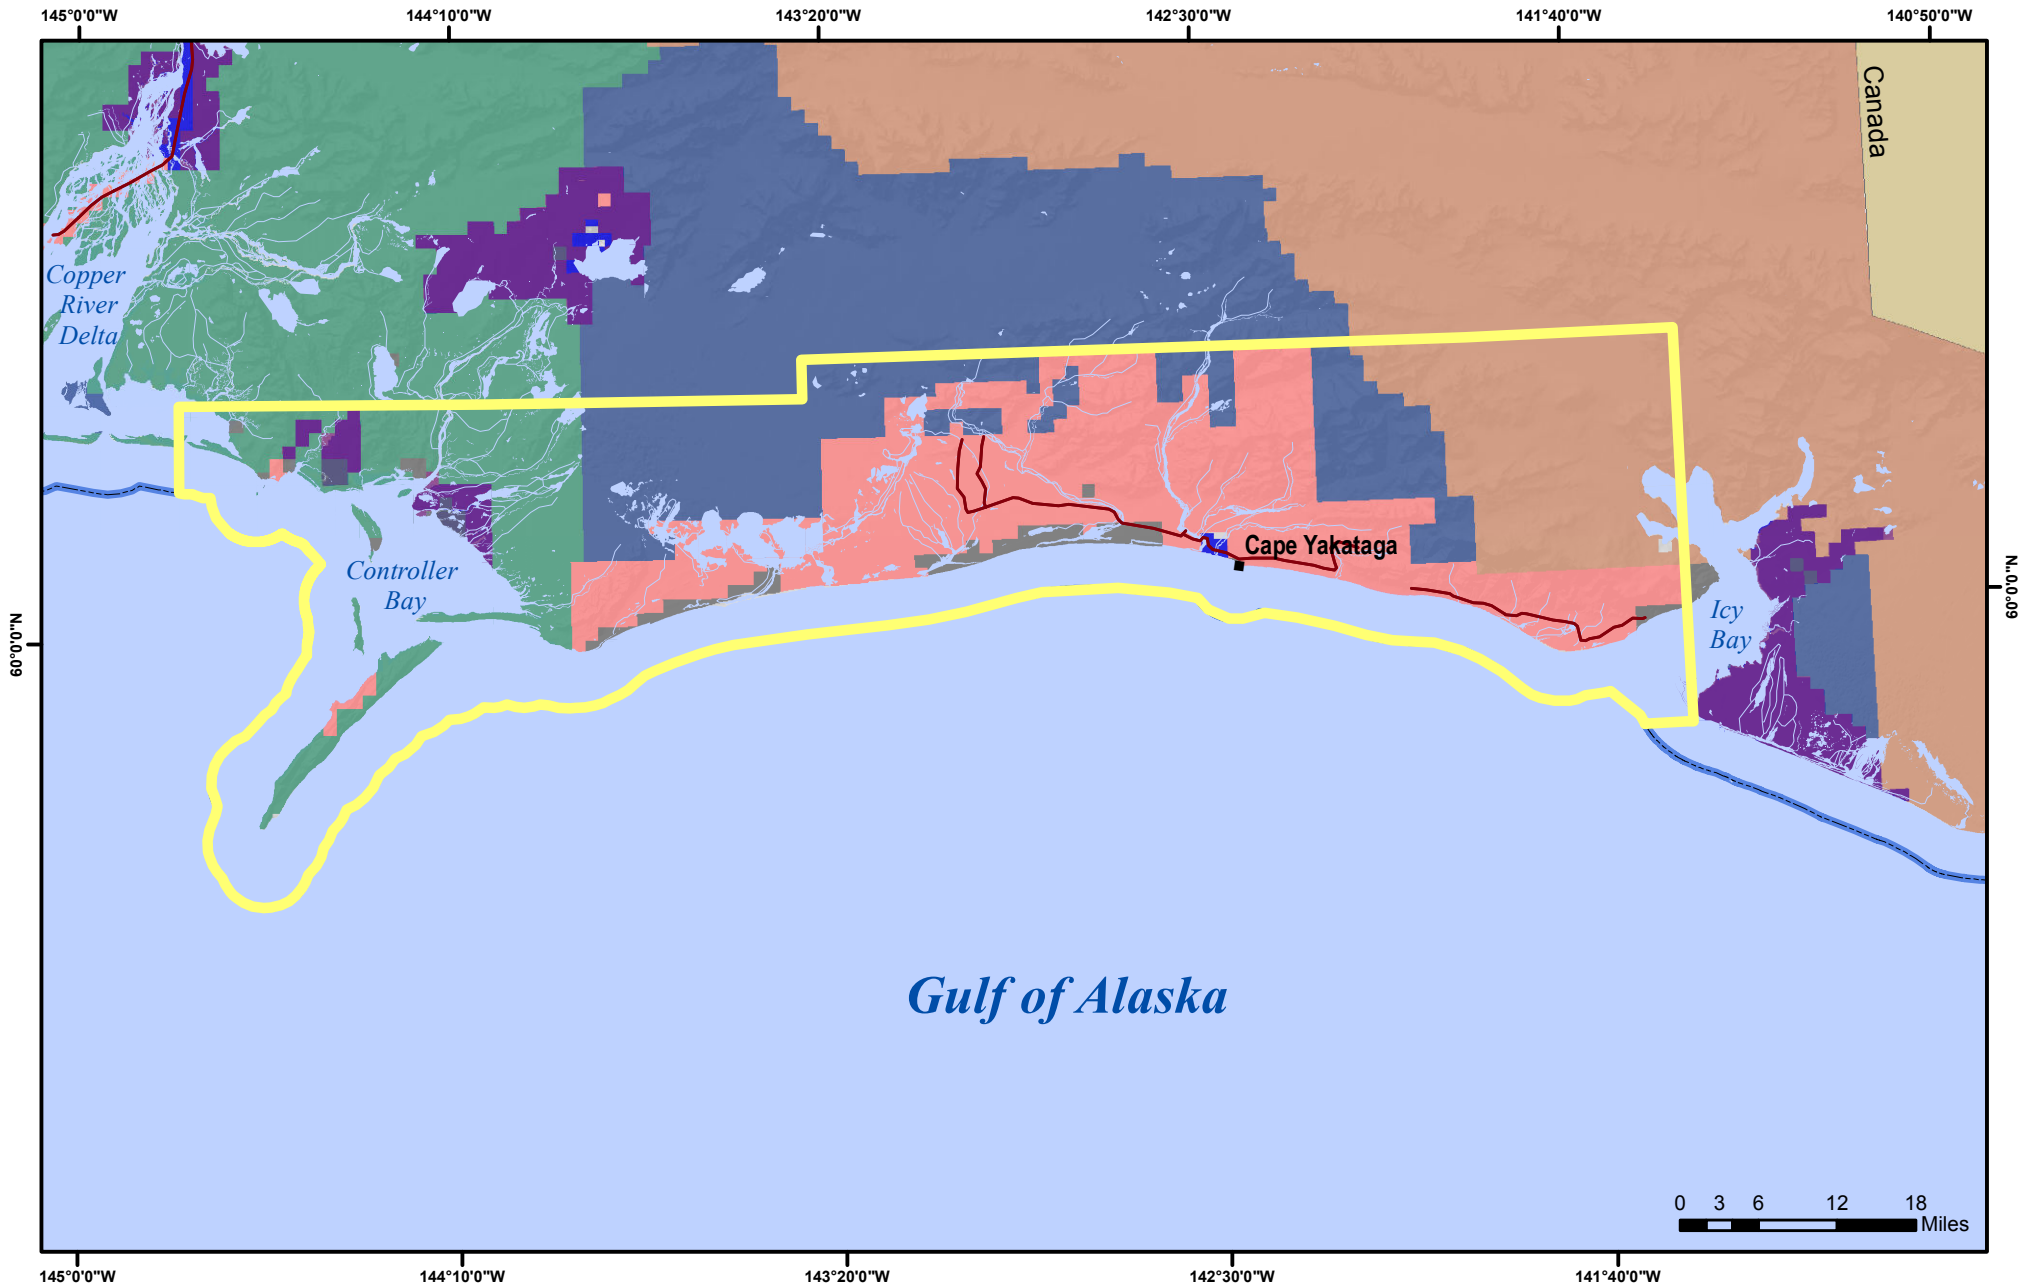 145°0'0"W 144°10'0"W 143°20'0"W 142°30'0"W 141°40'0"W 140°50'0"W
Canada
Copper
River
Delta
Cape Yakataga
Controller
Bay
Icy
Bay
60°0'0"N
60°0'0"N
Gulf of Alaska
0 3 6 12 18
Miles
145°0'0"W 144°10'0"W 143°20'0"W 142°30'0"W 141°40'0"W